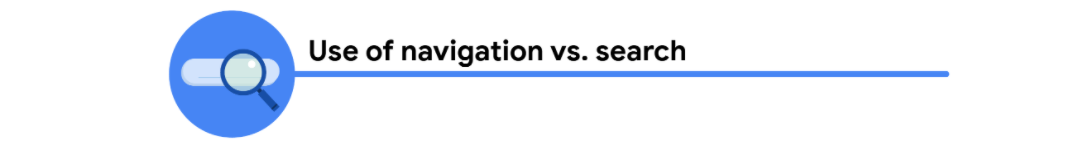 Use of navigation vs. search